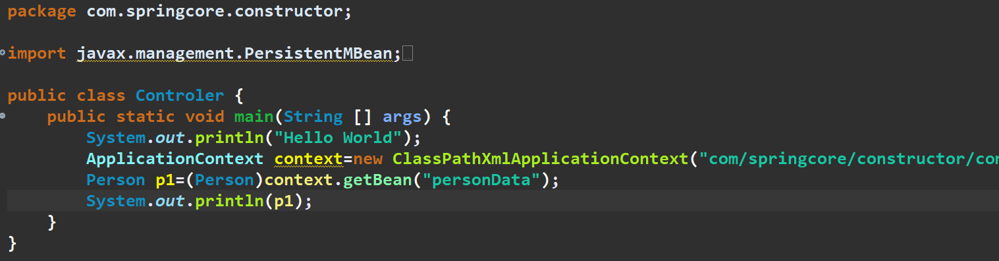 package com.springcore.constructor;
import javax.management.PersistentMBean;
public class Controler {
public static void main(String [] args) {
System.out.println("Hello World");
ApplicationContext context=new ClassPathXmlApplicationContext("com/springcore/constructor/con
Person p1=(Person)context.getBean("personData");
System.out.println(p1);
}
}